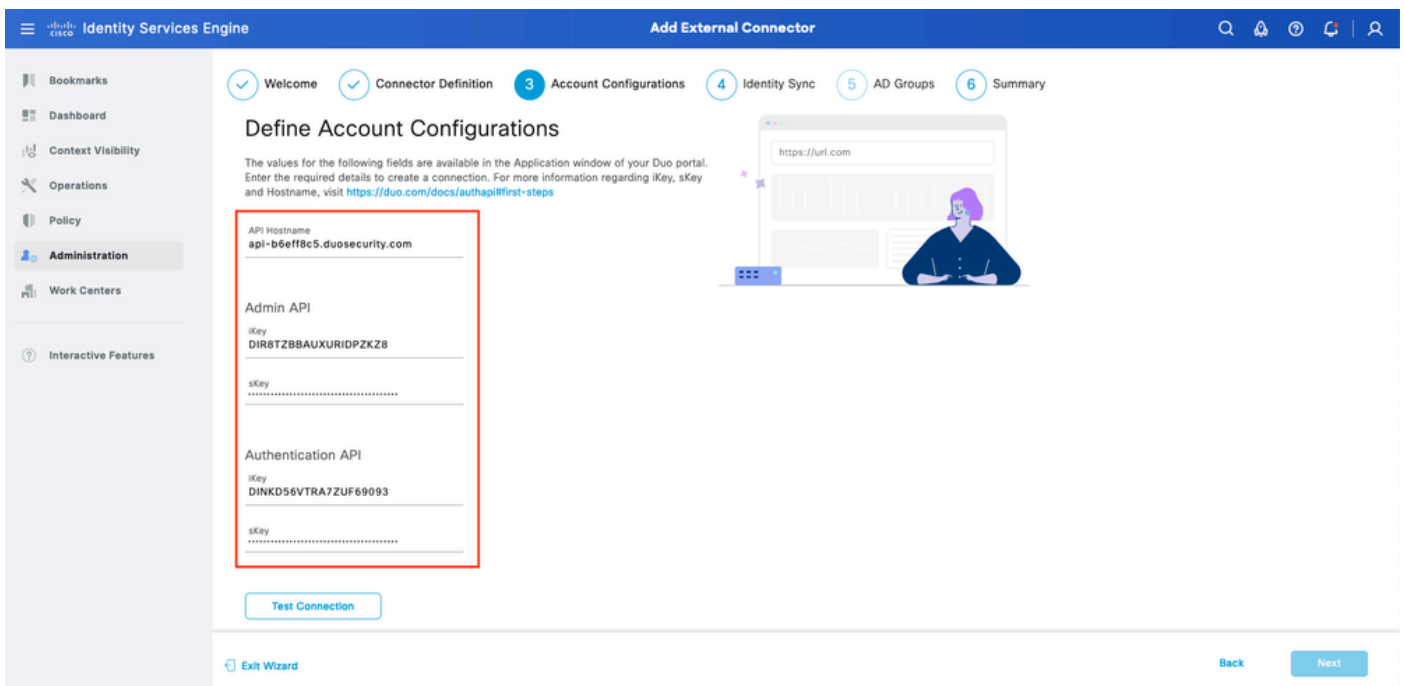 cisco Identity Services Engine
Add External Connector
Bookmarks
Dashboard
Context Visibility
Operations
Policy
Administration
Work Centers
Interactive Features
Welcome
Connector Definition
3 Account Configurations
4 Identity Sync
5 AD Groups
6 Summary
Define Account Configurations
The values for the following fields are available in the Application window of your Duo portal.
Enter the required details to create a connection. For more information regarding iKey, sKey
and Hostname, visit https://duo.com/docs/authapi#first-steps
https://url.com
API Hostname
api-b6eff8c5.duosecurity.com
Admin API
iKey
DIR8TZBBAUXURIDPZKZ8
sKey
Authentication API
iKey
DINKD56VTRA7ZUF69093
sKey
Test Connection
Exit Wizard
Back
Next